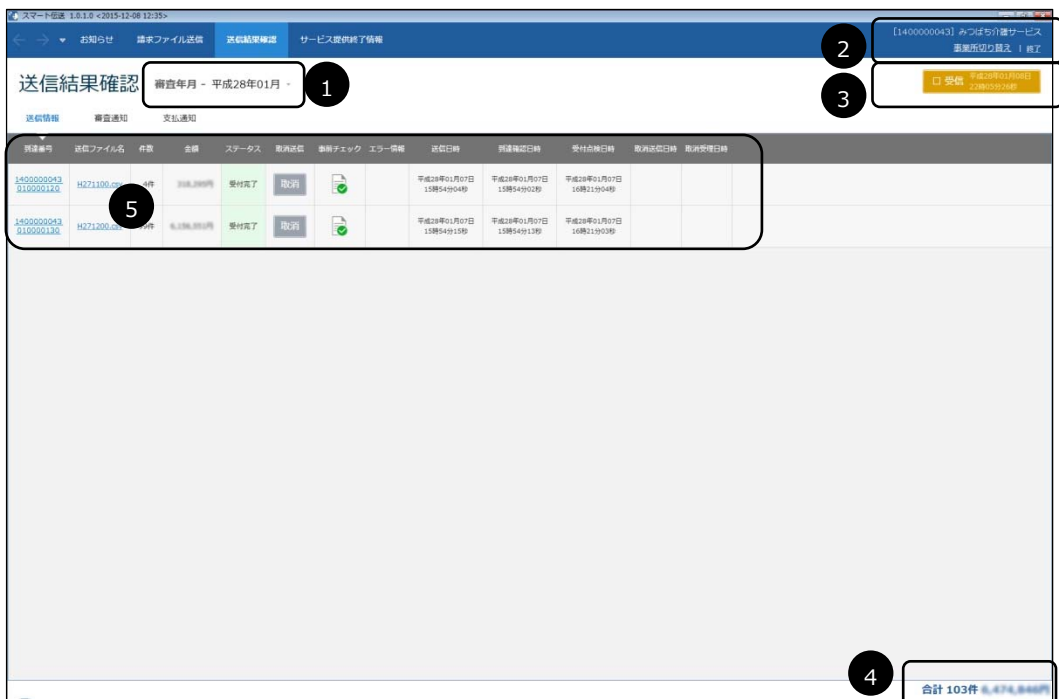 スマート伝送 1.0.1.0 <2015-12-08 12:35>
お知らせ 請求ファイル送信 送信結果確認 サービス提供終了情報
[1400000043] みつばち介護サービス
事業所切り替え | 終了
2
送信結果確認 審査年月 - 平成28年01月
1
受信 平成28年01月08日
22時05分26秒
3
送信情報 審査通知 支払通知
到達番号 送信ファイル名 件数 金額 ステータス 取消送信 事前チェック エラー情報 送信日時 到達確認日時 受付点検日時 取消送信日時 取消受理日時
1400000043
010000120 H271100.csv 4件 受付完了 取消 平成28年01月07日
15時54分04秒 平成28年01月07日
15時54分02秒 平成28年01月07日
16時21分04秒
5
1400000043
010000130 H271200.csv 受付完了 取消 平成28年01月07日
15時54分15秒 平成28年01月07日
15時54分13秒 平成28年01月07日
16時21分03秒
4
合計 103件